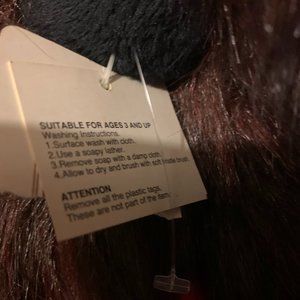 SUITABLE FOR AGES 3 AND UP
Washing Instructions.
1.Surface wash with cloth.
2.Use a soapy lather.
3.Remove soap with a damp cloth.
4.Allow to dry and brush with soft bristle brush.
ATTENTION
Remove all the plastic tags.
These are not part of the item.